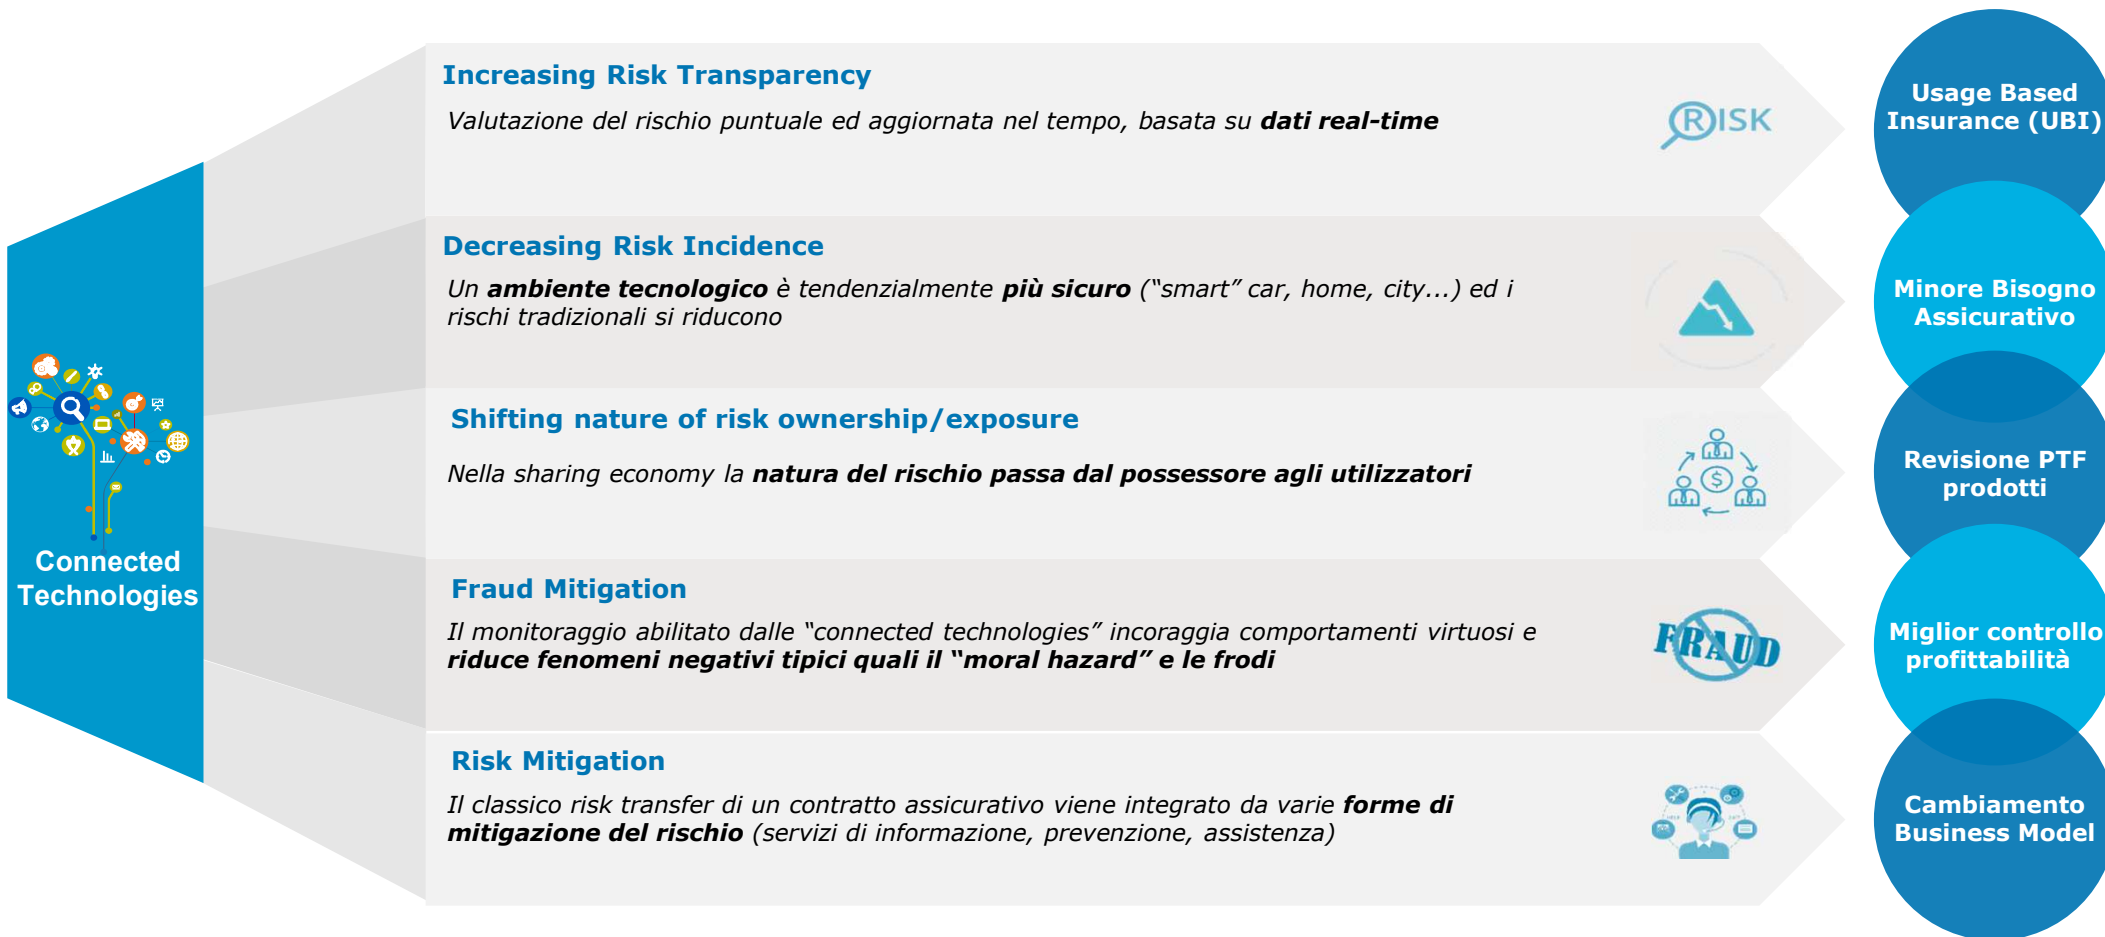 Increasing Risk Transparency
Valutazione del rischio puntuale ed aggiornata nel tempo, basata su dati real-time
RISK
Usage Based
Insurance (UBI)
Decreasing Risk Incidence
Un ambiente tecnologico è tendenzialmente più sicuro (“smart” car, home, city...) ed i
rischi tradizionali si riducono
Minore Bisogno
Assicurativo
Shifting nature of risk ownership/exposure
Nella sharing economy la natura del rischio passa dal possessore agli utilizzatori
$
Revisione PTF
prodotti
Connected
Technologies
Fraud Mitigation
Il monitoraggio abilitato dalle “connected technologies” incoraggia comportamenti virtuosi e
riduce fenomeni negativi tipici quali il “moral hazard” e le frodi
FRAUD
Miglior controllo
profittabilità
Risk Mitigation
Il classico risk transfer di un contratto assicurativo viene integrato da varie forme di
mitigazione del rischio (servizi di informazione, prevenzione, assistenza)
Cambiamento
Business Model